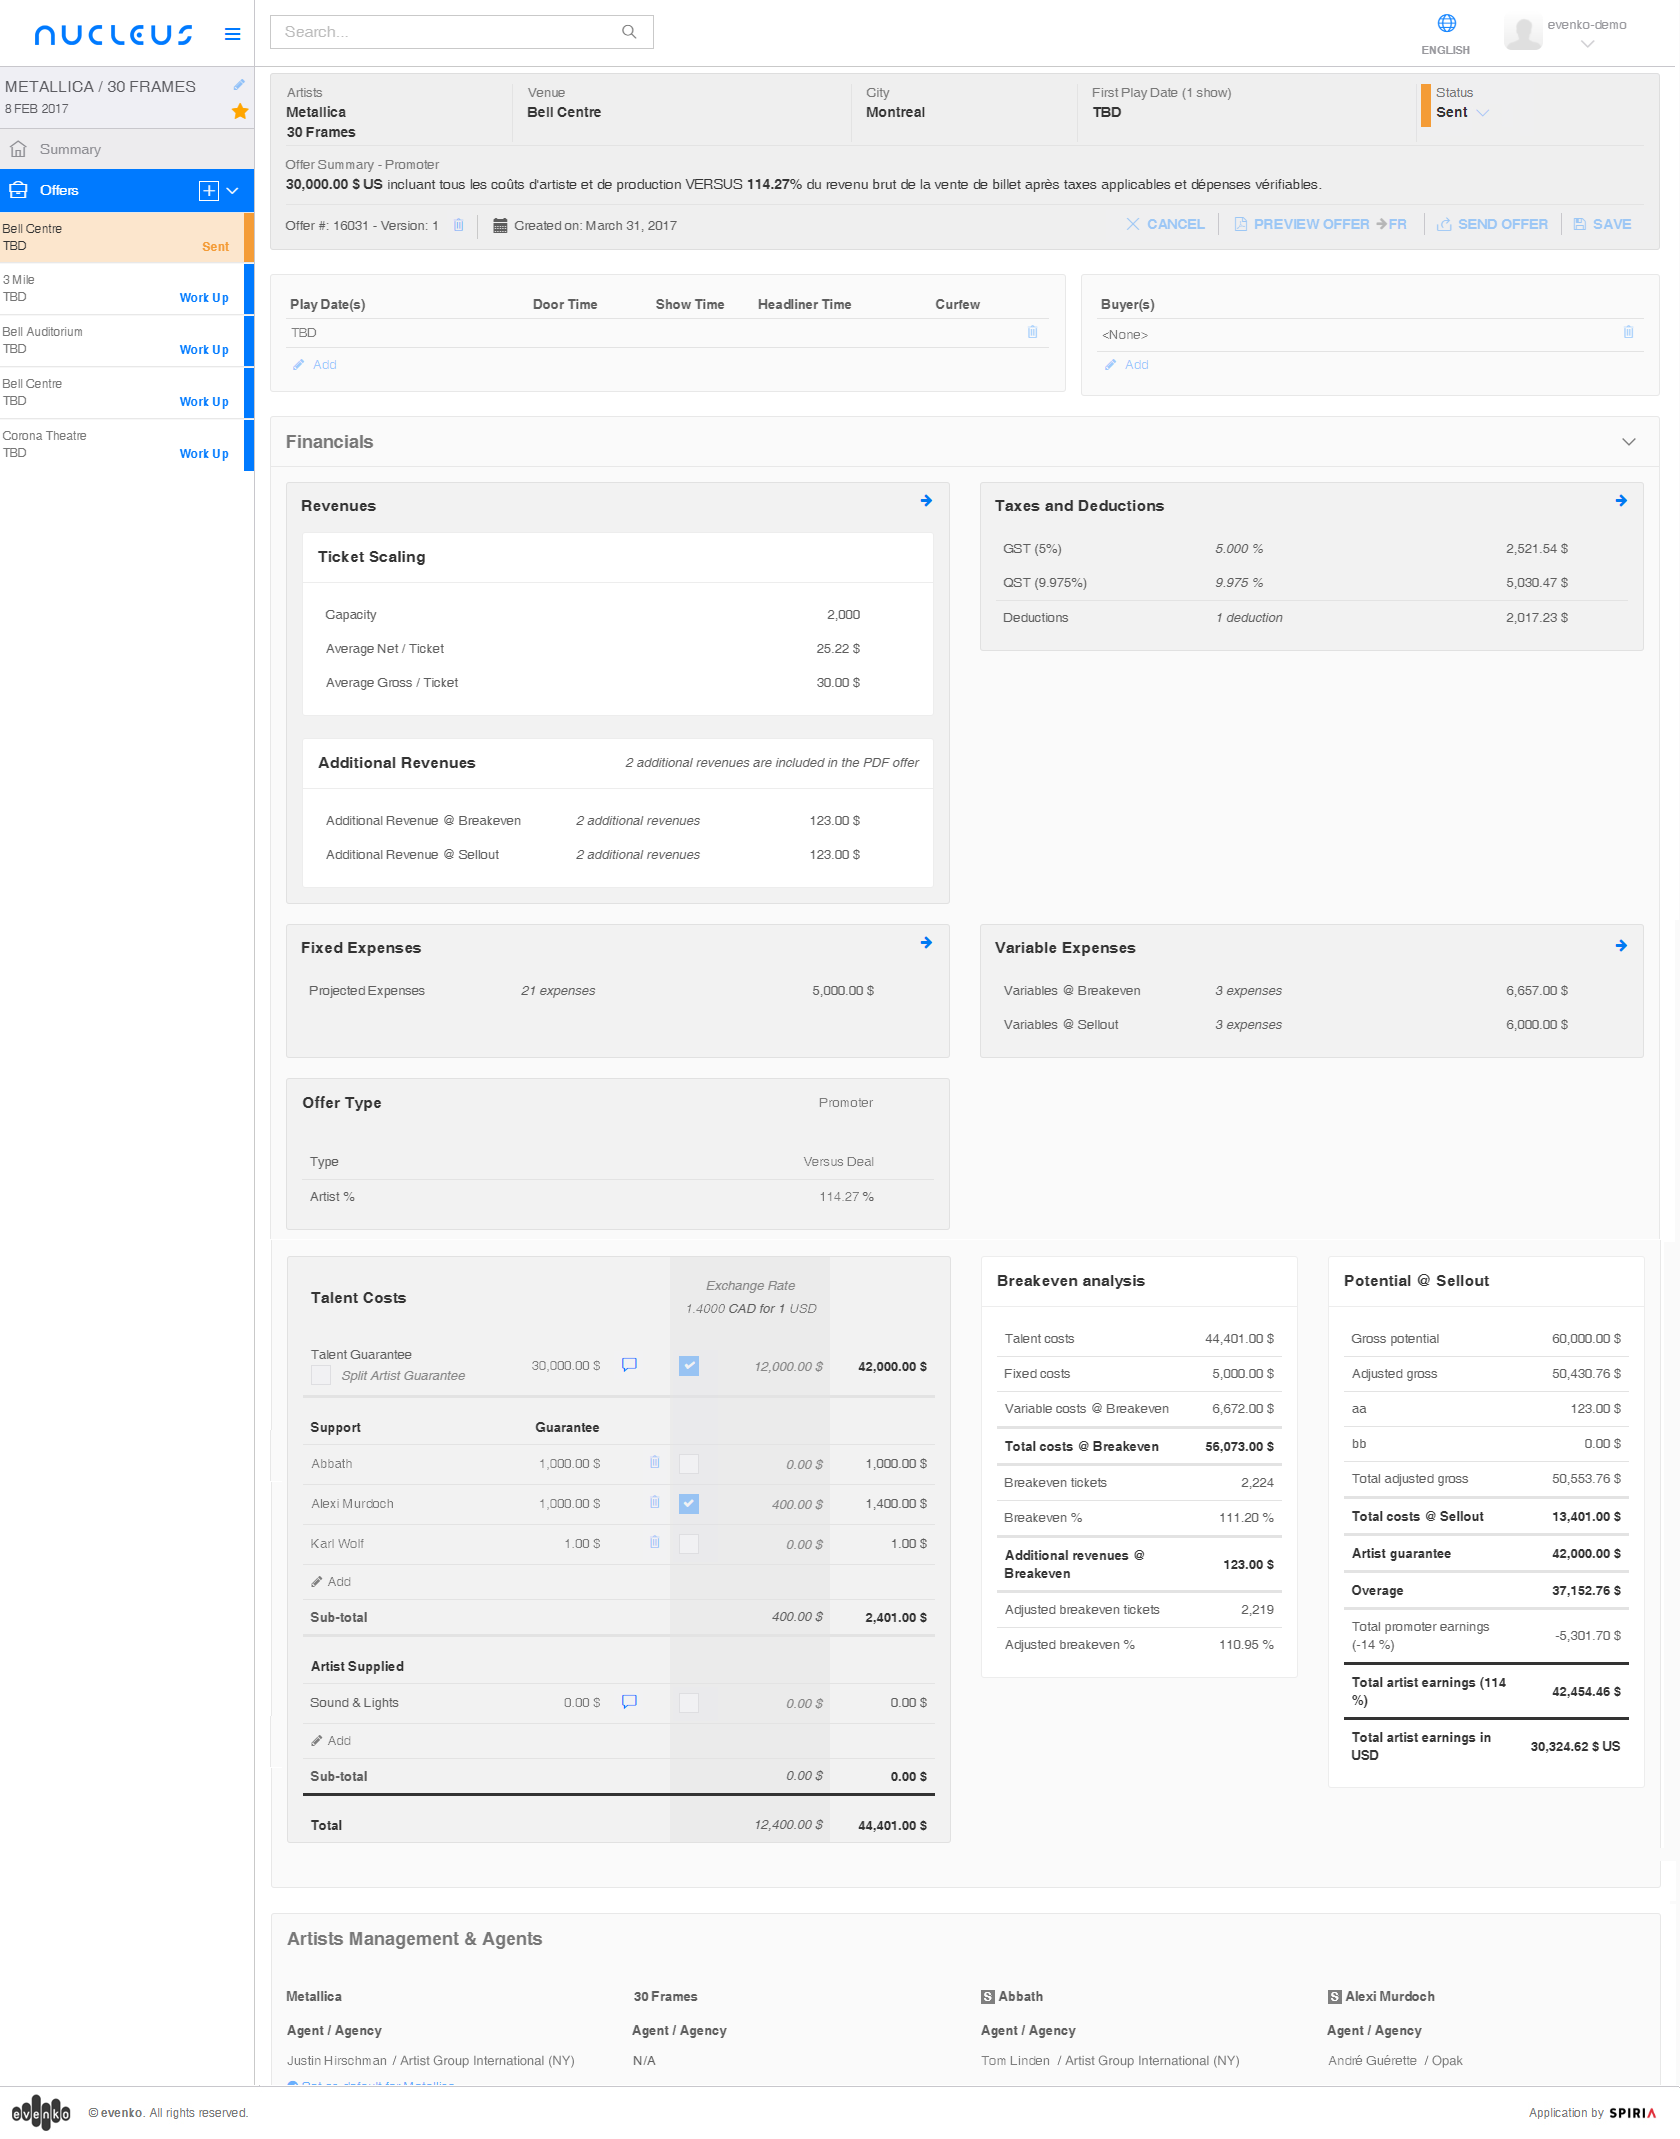 NUCLEUS
Search...
ENGLISH
evenko-demo
METALLICA / 30 FRAMES
8 FEB 2017
Summary
Offers
Bell Centre
TBD Sent
3 Mile
TBD Work Up
Bell Auditorium
TBD Work Up
Bell Centre
TBD Work Up
Corona Theatre
TBD Work Up
Artists Venue City First Play Date (1 show) Status
Metallica Bell Centre Montreal TBD Sent
30 Frames
Offer Summary - Promoter
30,000.00 $ US incluant tous les coûts d'artiste et de production VERSUS 114.27% du revenu brut de la vente de billet après taxes applicables et dépenses vérifiables.
Offer #: 16031 - Version: 1 Created on: March 31, 2017 CANCEL PREVIEW OFFER FR SEND OFFER SAVE
Play Date(s) Door Time Show Time Headliner Time Curfew
TBD
Add
Buyer(s)
<None>
Add
Financials
Revenues
Ticket Scaling
Capacity 2,000
Average Net / Ticket 25.22 $
Average Gross / Ticket 30.00 $
Additional Revenues 2 additional revenues are included in the PDF offer
Additional Revenue @ Breakeven 2 additional revenues 123.00 $
Additional Revenue @ Sellout 2 additional revenues 123.00 $
Taxes and Deductions
GST (5%) 5.000 % 2,521.54 $
QST (9.975%) 9.975 % 5,030.47 $
Deductions 1 deduction 2,017.23 $
Fixed Expenses
Projected Expenses 21 expenses 5,000.00 $
Variable Expenses
Variables @ Breakeven 3 expenses 6,657.00 $
Variables @ Sellout 3 expenses 6,000.00 $
Offer Type Promoter
Type Versus Deal
Artist % 114.27 %
Talent Costs
Exchange Rate
1.4000 CAD for 1 USD
Talent Guarantee
Split Artist Guarantee 30,000.00 $ 12,000.00 $ 42,000.00 $
Support Guarantee
Abbath 1,000.00 $ 0.00 $ 1,000.00 $
Alexi Murdoch 1,000.00 $ 400.00 $ 1,400.00 $
Karl Wolf 1.00 $ 0.00 $ 1.00 $
Add
Sub-total 400.00 $ 2,401.00 $
Artist Supplied
Sound & Lights 0.00 $ 0.00 $ 0.00 $
Add
Sub-total 0.00 $ 0.00 $
Total 12,400.00 $ 44,401.00 $
Breakeven analysis
Talent costs 44,401.00 $
Fixed costs 5,000.00 $
Variable costs @ Breakeven 6,672.00 $
Total costs @ Breakeven 56,073.00 $
Breakeven tickets 2,224
Breakeven % 111.20 %
Additional revenues @
Breakeven 123.00 $
Adjusted breakeven tickets 2,219
Adjusted breakeven % 110.95 %
Potential @ Sellout
Gross potential 60,000.00 $
Adjusted gross 50,430.76 $
aa 123.00 $
bb 0.00 $
Total adjusted gross 50,553.76 $
Total costs @ Sellout 13,401.00 $
Artist guarantee 42,000.00 $
Overage 37,152.76 $
Total promoter earnings
(-14 %) -5,301.70 $
Total artist earnings (114
%) 42,454.46 $
Total artist earnings in
USD 30,324.62 $ US
Artists Management & Agents
Metallica 30 Frames S Abbath S Alexi Murdoch
Agent / Agency Agent / Agency Agent / Agency Agent / Agency
Justin Hirschman / Artist Group International (NY) N/A Tom Linden / Artist Group International (NY) André Guérette / Opak
evenko © evenko. All rights reserved. Application by SPIRIA